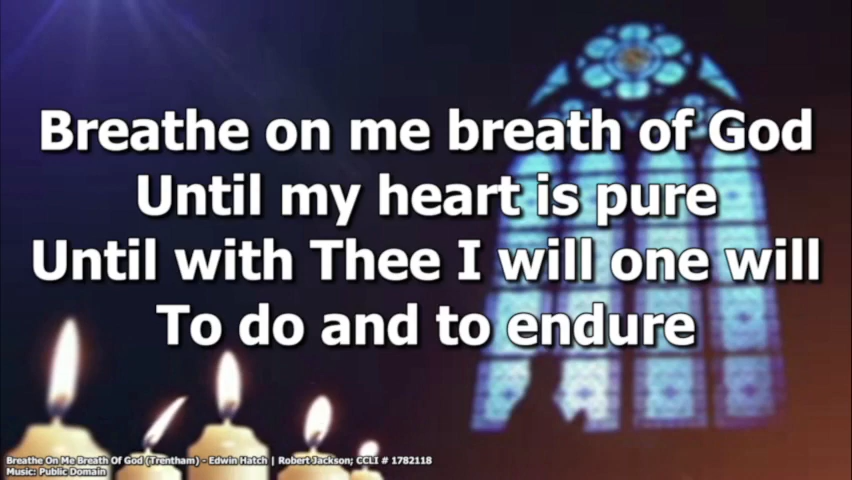 Breathe on me breath of God
Until my heart is pure
Until with Thee I will one will
To do and to endure
Breathe On Me Breath Of God (Trentham) - Edwin Hatch | Robert Jackson; CCLI # 1782118
Music: Public Domain